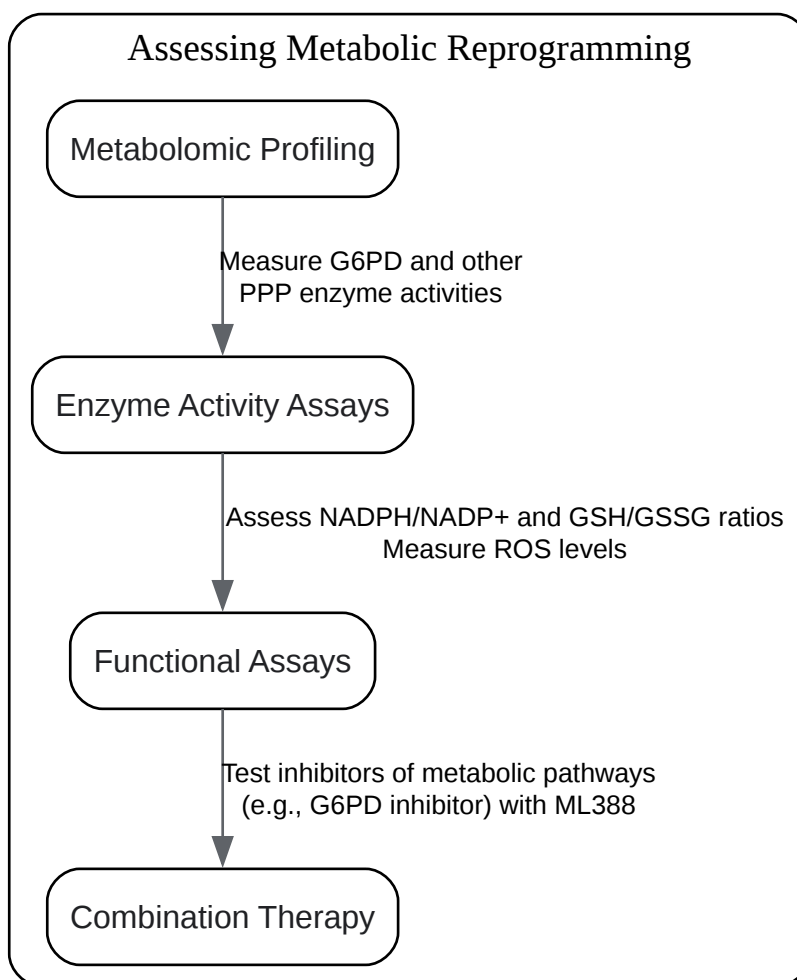 Assessing Metabolic Reprogramming
Metabolomic Profiling
Measure G6PD and other
PPP enzyme activities
Enzyme Activity Assays
Assess NADPH/NADP+ and GSH/GSSG ratios
Measure ROS levels
Functional Assays
Test inhibitors of metabolic pathways
(e.g., G6PD inhibitor) with ML388
Combination Therapy